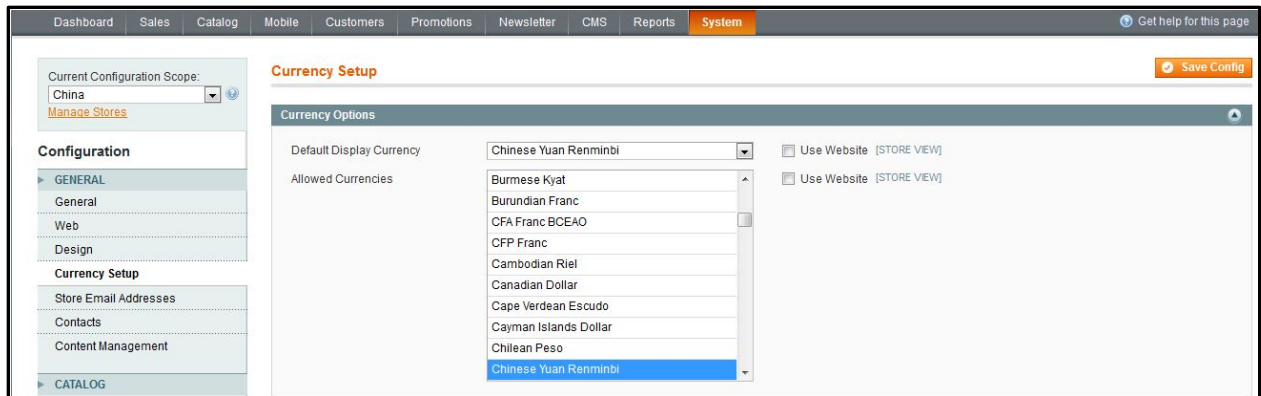 Dashboard Sales Catalog Mobile Customers Promotions Newsletter CMS Reports System Get help for this page
Current Configuration Scope:
China
Manage Stores
Configuration
GENERAL
General
Web
Design
Currency Setup
Store Email Addresses
Contacts
Content Management
CATALOG
Currency Setup Save Config
Currency Options
Default Display Currency Chinese Yuan Renminbi Use Website [STORE VIEW]
Allowed Currencies Burmese Kyat Use Website [STORE VIEW]
Burundian Franc
CFA Franc BCEAO
CFP Franc
Cambodian Riel
Canadian Dollar
Cape Verdean Escudo
Cayman Islands Dollar
Chilean Peso
Chinese Yuan Renminbi